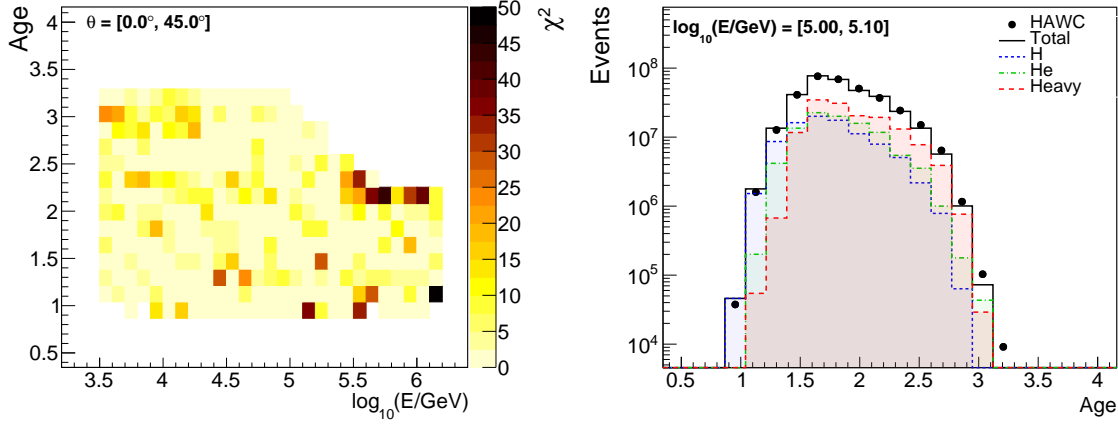 θ = [0.0°, 45.0°]
Age
4
3.5
3
2.5
2
1.5
1
0.5
3.5 4 4.5 5 5.5 6
log₁₀(E/GeV)
χ²
50
45
40
35
30
25
20
15
10
5
0
log₁₀(E/GeV) = [5.00, 5.10]
HAWC
Total
H
He
Heavy
Events
10⁸
10⁷
10⁶
10⁵
10⁴
0.5 1 1.5 2 2.5 3 3.5 4
Age